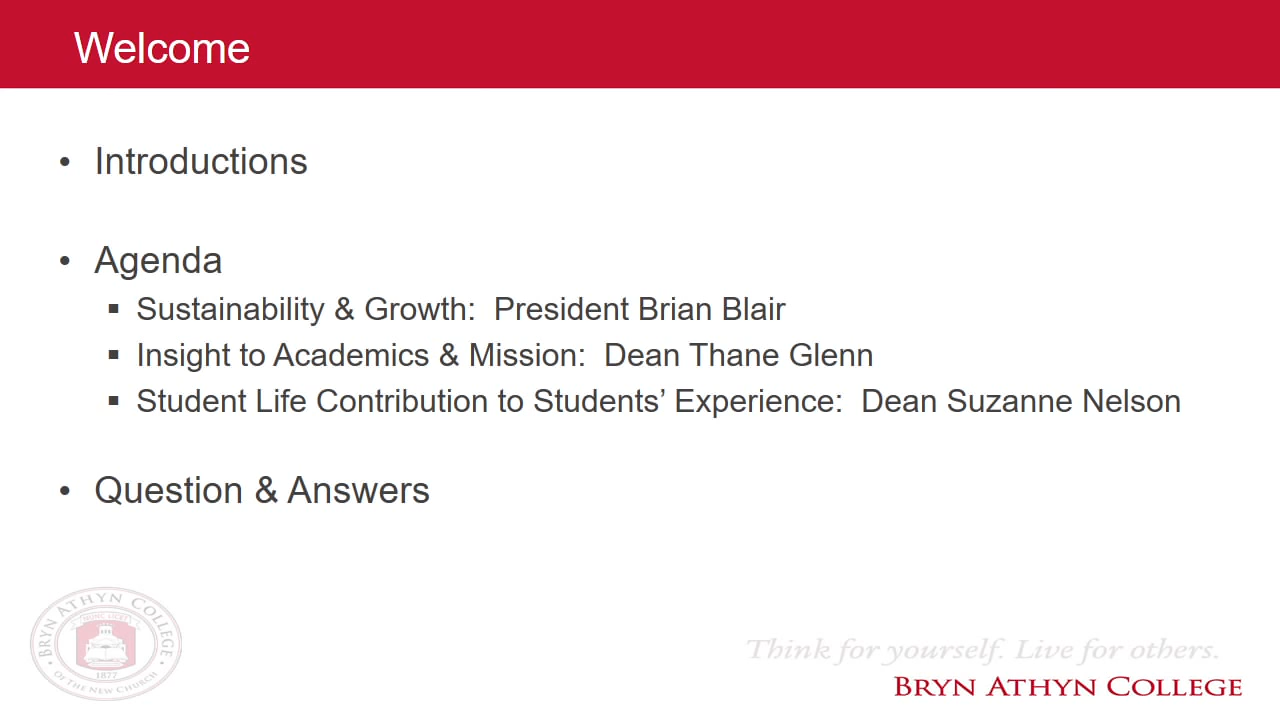 Welcome
• Introductions
• Agenda
▪ Sustainability & Growth: President Brian Blair
▪ Insight to Academics & Mission: Dean Thane Glenn
▪ Student Life Contribution to Students’ Experience: Dean Suzanne Nelson
• Question & Answers
BRYN ATHYN COLLEGE
1877
OF THE NEW CHURCH
Think for yourself. Live for others.
BRYN ATHYN COLLEGE